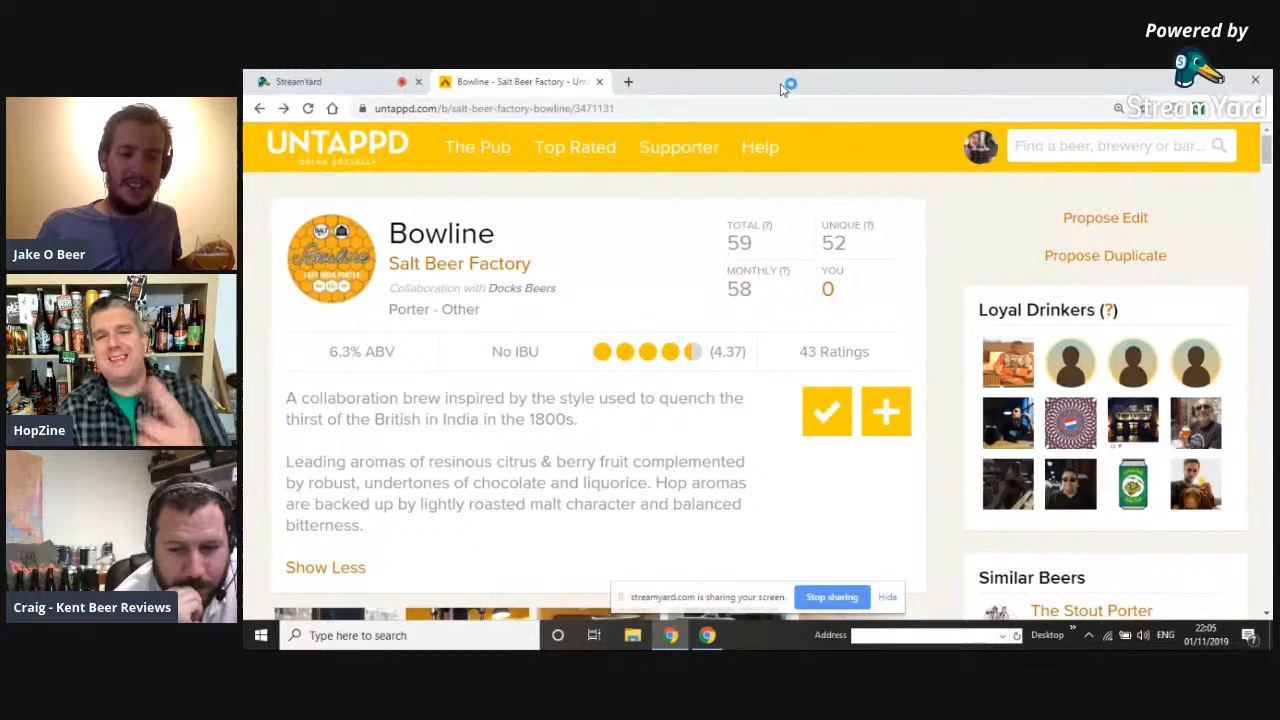 Powered by
StreamYard
Jake O Beer
HopZine
Craig - Kent Beer Reviews
StreamYard
Bowline - Salt Beer Factory - Unt
untappd.com/b/salt-beer-factory-bowline/3471131
UNTAPPD
DRINK SOCIALLY
The Pub
Top Rated
Supporter
Help
Find a beer, brewery or bar...
Bowline
Salt Beer Factory
Collaboration with Docks Beers
Porter - Other
TOTAL (?)
59
UNIQUE (?)
52
MONTHLY (?)
58
YOU
0
6.3% ABV
No IBU
(4.37)
43 Ratings
A collaboration brew inspired by the style used to quench the
thirst of the British in India in the 1800s.
Leading aromas of resinous citrus & berry fruit complemented
by robust, undertones of chocolate and liquorice. Hop aromas
are backed up by lightly roasted malt character and balanced
bitterness.
Show Less
Propose Edit
Propose Duplicate
Loyal Drinkers (?)
Similar Beers
The Stout Porter
SALT
Bowline
EAST INDIA PORTER
streamyard.com is sharing your screen.
Stop sharing
Hide
Type here to search
Address
Desktop
ENG
22:05
01/11/2019
7